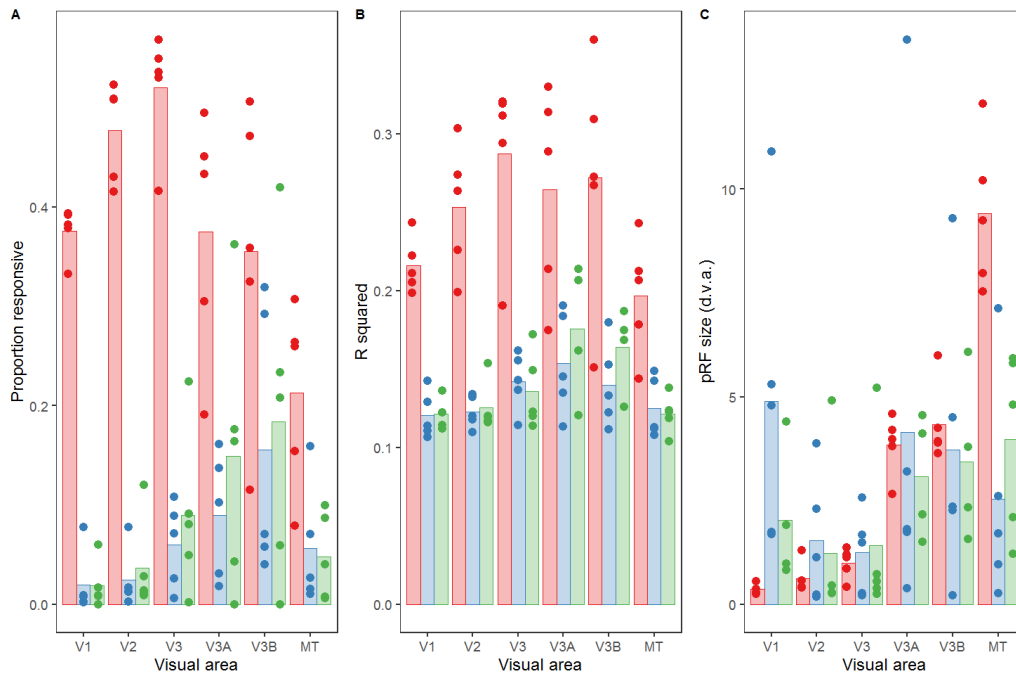 A
B
C
Proportion responsive
0.4
0.2
0.0
V1 V2 V3 V3A V3B MT
Visual area
R squared
0.3
0.2
0.1
0.0
V1 V2 V3 V3A V3B MT
Visual area
pRF size (d.v.a.)
10
5
0
V1 V2 V3 V3A V3B MT
Visual area